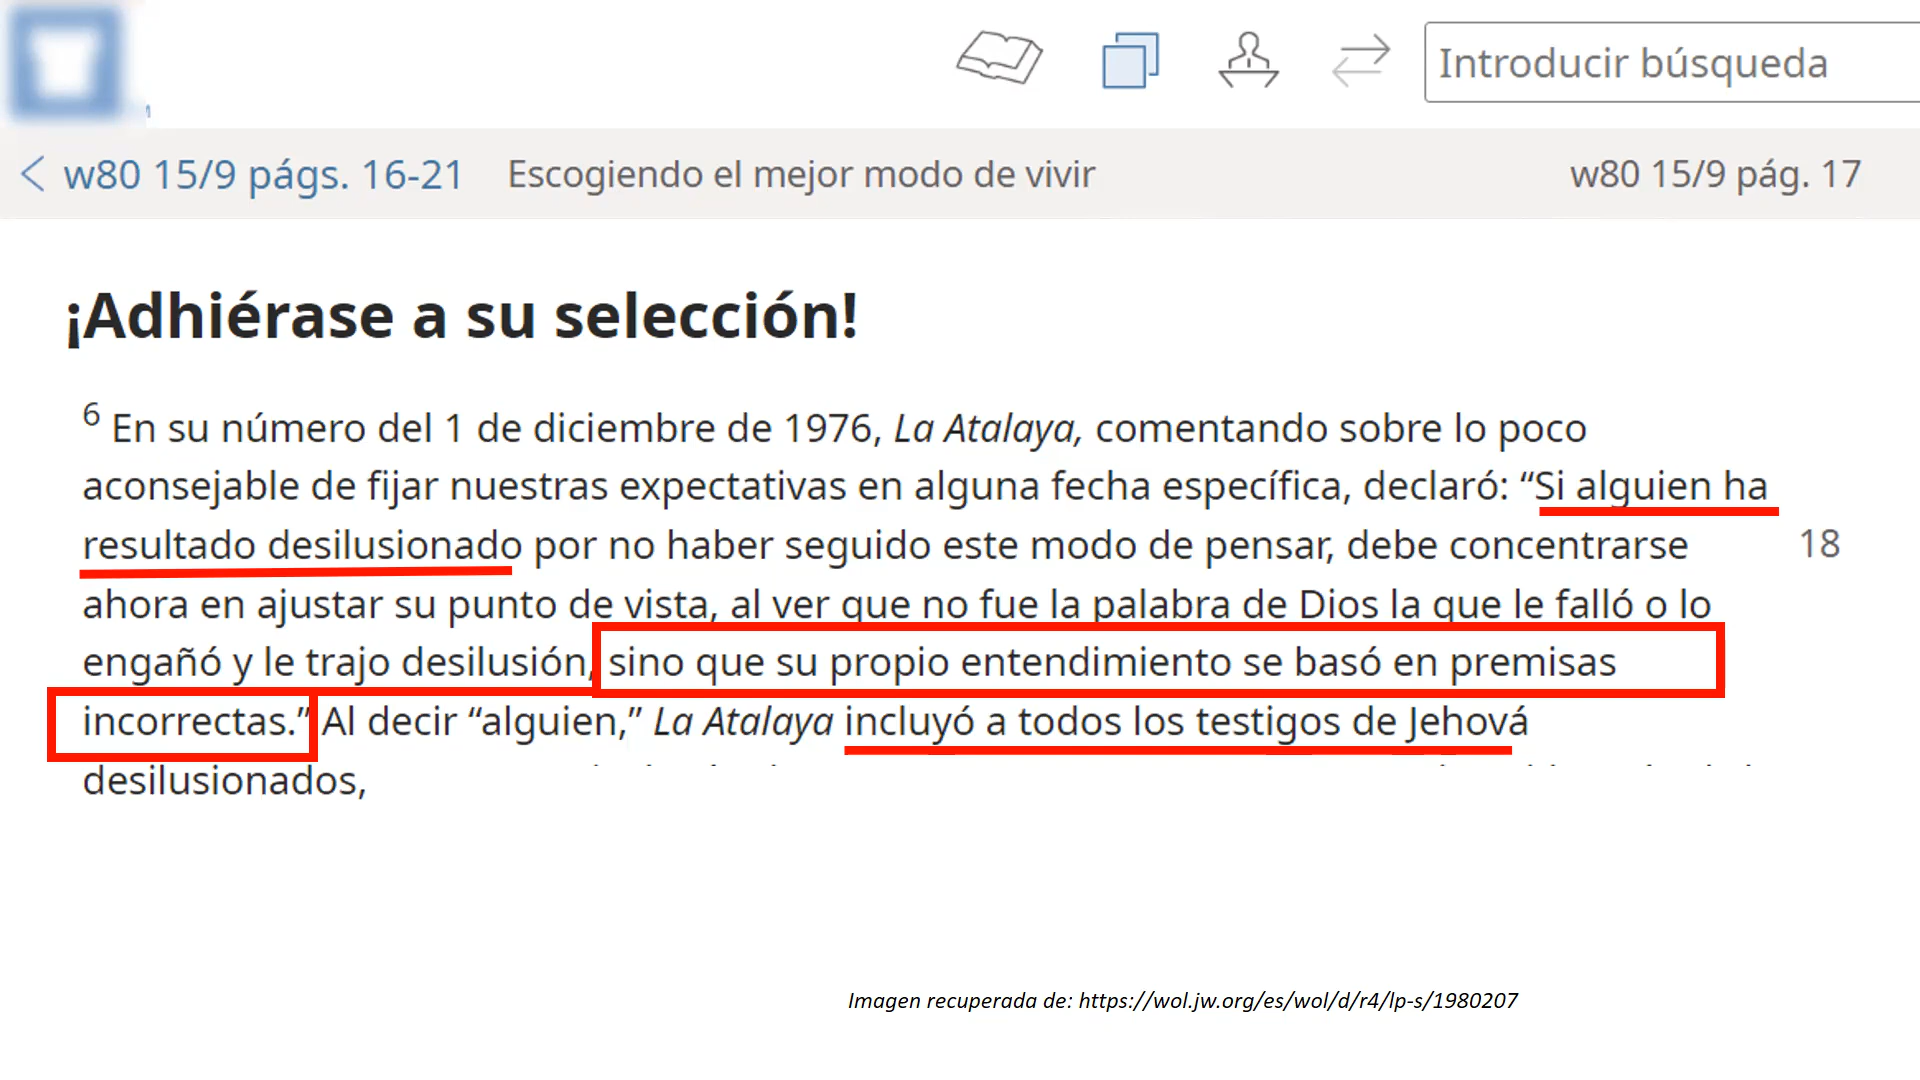 Introducir búsqueda
w80 15/9 págs. 16-21 Escogiendo el mejor modo de vivir w80 15/9 pág. 17
¡Adhiérase a su selección!
6 En su número del 1 de diciembre de 1976, La Atalaya, comentando sobre lo poco
aconsejable de fijar nuestras expectativas en alguna fecha específica, declaró: “Si alguien ha
resultado desilusionado por no haber seguido este modo de pensar, debe concentrarse 18
ahora en ajustar su punto de vista, al ver que no fue la palabra de Dios la que le falló o lo
engañó y le trajo desilusión, sino que su propio entendimiento se basó en premisas
incorrectas.” Al decir “alguien,” La Atalaya incluyó a todos los testigos de Jehová
desilusionados,
Imagen recuperada de: https://wol.jw.org/es/wol/d/r4/lp-s/1980207